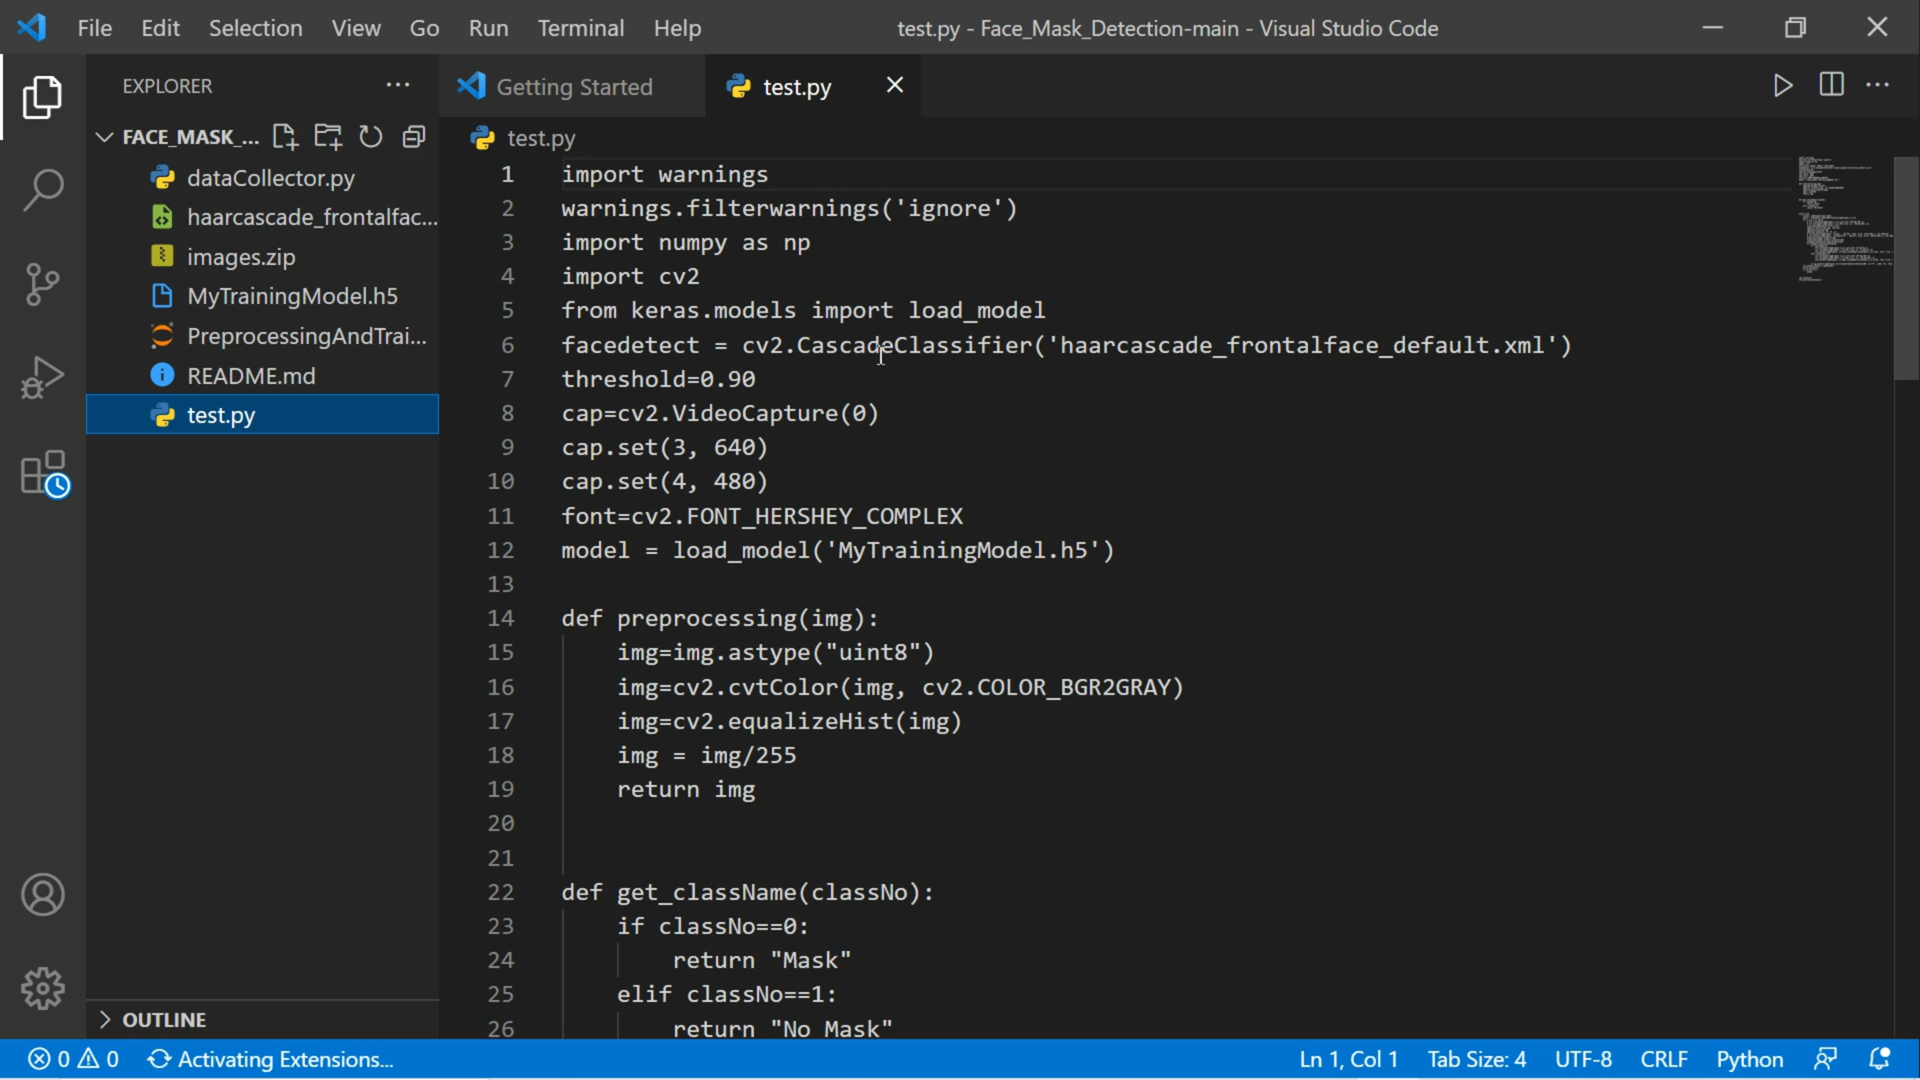 File Edit Selection View Go Run Terminal Help test.py - Face_Mask_Detection-main - Visual Studio Code
EXPLORER
FACE_MASK_...
dataCollector.py
haarcascade_frontalfac...
images.zip
MyTrainingModel.h5
PreprocessingAndTrai...
README.md
test.py
OUTLINE
Getting Started test.py
test.py
1 import warnings
2 warnings.filterwarnings('ignore')
3 import numpy as np
4 import cv2
5 from keras.models import load_model
6 facedetect = cv2.CascadeClassifier('haarcascade_frontalface_default.xml')
7 threshold=0.90
8 cap=cv2.VideoCapture(0)
9 cap.set(3, 640)
10 cap.set(4, 480)
11 font=cv2.FONT_HERSHEY_COMPLEX
12 model = load_model('MyTrainingModel.h5')
13
14 def preprocessing(img):
15 img=img.astype("uint8")
16 img=cv2.cvtColor(img, cv2.COLOR_BGR2GRAY)
17 img=cv2.equalizeHist(img)
18 img = img/255
19 return img
20
21
22 def get_className(classNo):
23 if classNo==0:
24 return "Mask"
25 elif classNo==1:
26 return "No Mask"
0 0 Activating Extensions... Ln 1, Col 1 Tab Size: 4 UTF-8 CRLF Python